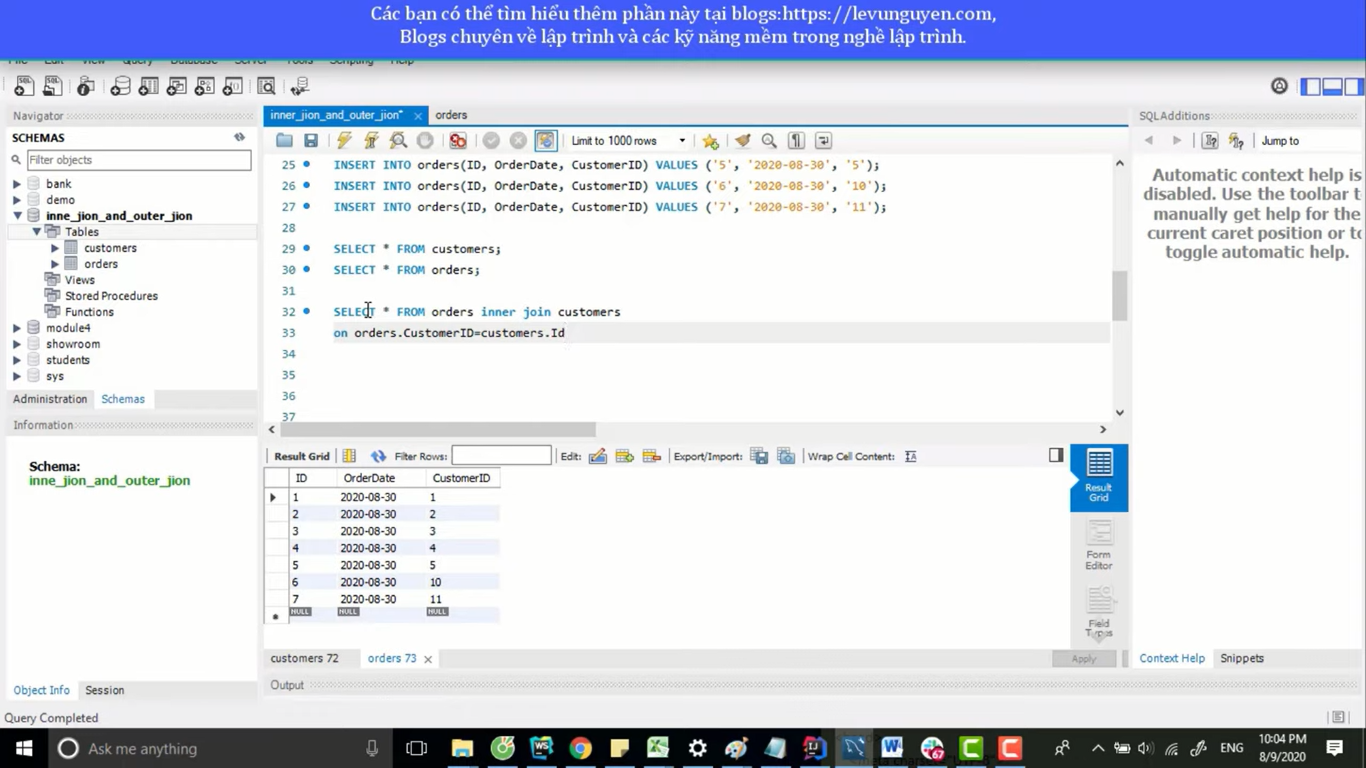 Các bạn có thể tìm hiểu thêm phần này tại blogs:https://levunguyen.com,
Blogs chuyên về lập trình và các kỹ năng mềm trong nghề lập trình.
File Edit View Query Database Server Tools Scripting Help
Navigator
SCHEMAS
Filter objects
bank
demo
inne_jion_and_outer_jion
Tables
customers
orders
Views
Stored Procedures
Functions
module4
showroom
students
sys
Administration Schemas
Information
Schema:
inne_jion_and_outer_jion
Object Info Session
Query Completed
inner_jion_and_outer_jion* × orders
Limit to 1000 rows
25 INSERT INTO orders(ID, OrderDate, CustomerID) VALUES ('5', '2020-08-30', '5');
26 INSERT INTO orders(ID, OrderDate, CustomerID) VALUES ('6', '2020-08-30', '10');
27 INSERT INTO orders(ID, OrderDate, CustomerID) VALUES ('7', '2020-08-30', '11');
28
29 SELECT * FROM customers;
30 SELECT * FROM orders;
31
32 SELECT * FROM orders inner join customers
33 on orders.CustomerID=customers.Id
34
35
36
37
Result Grid Filter Rows: Edit: Export/Import: Wrap Cell Content:
ID OrderDate CustomerID
1 2020-08-30 1
2 2020-08-30 2
3 2020-08-30 3
4 2020-08-30 4
5 2020-08-30 5
6 2020-08-30 10
7 2020-08-30 11
NULL NULL NULL
Result
Grid
Form
Editor
Field
Types
customers 72 orders 73 × Apply
Output
SQLAdditions
Jump to
Automatic context help is
disabled. Use the toolbar to
manually get help for the
current caret position or to
toggle automatic help.
Context Help Snippets
Ask me anything
67
ENG
10:04 PM
8/9/2020